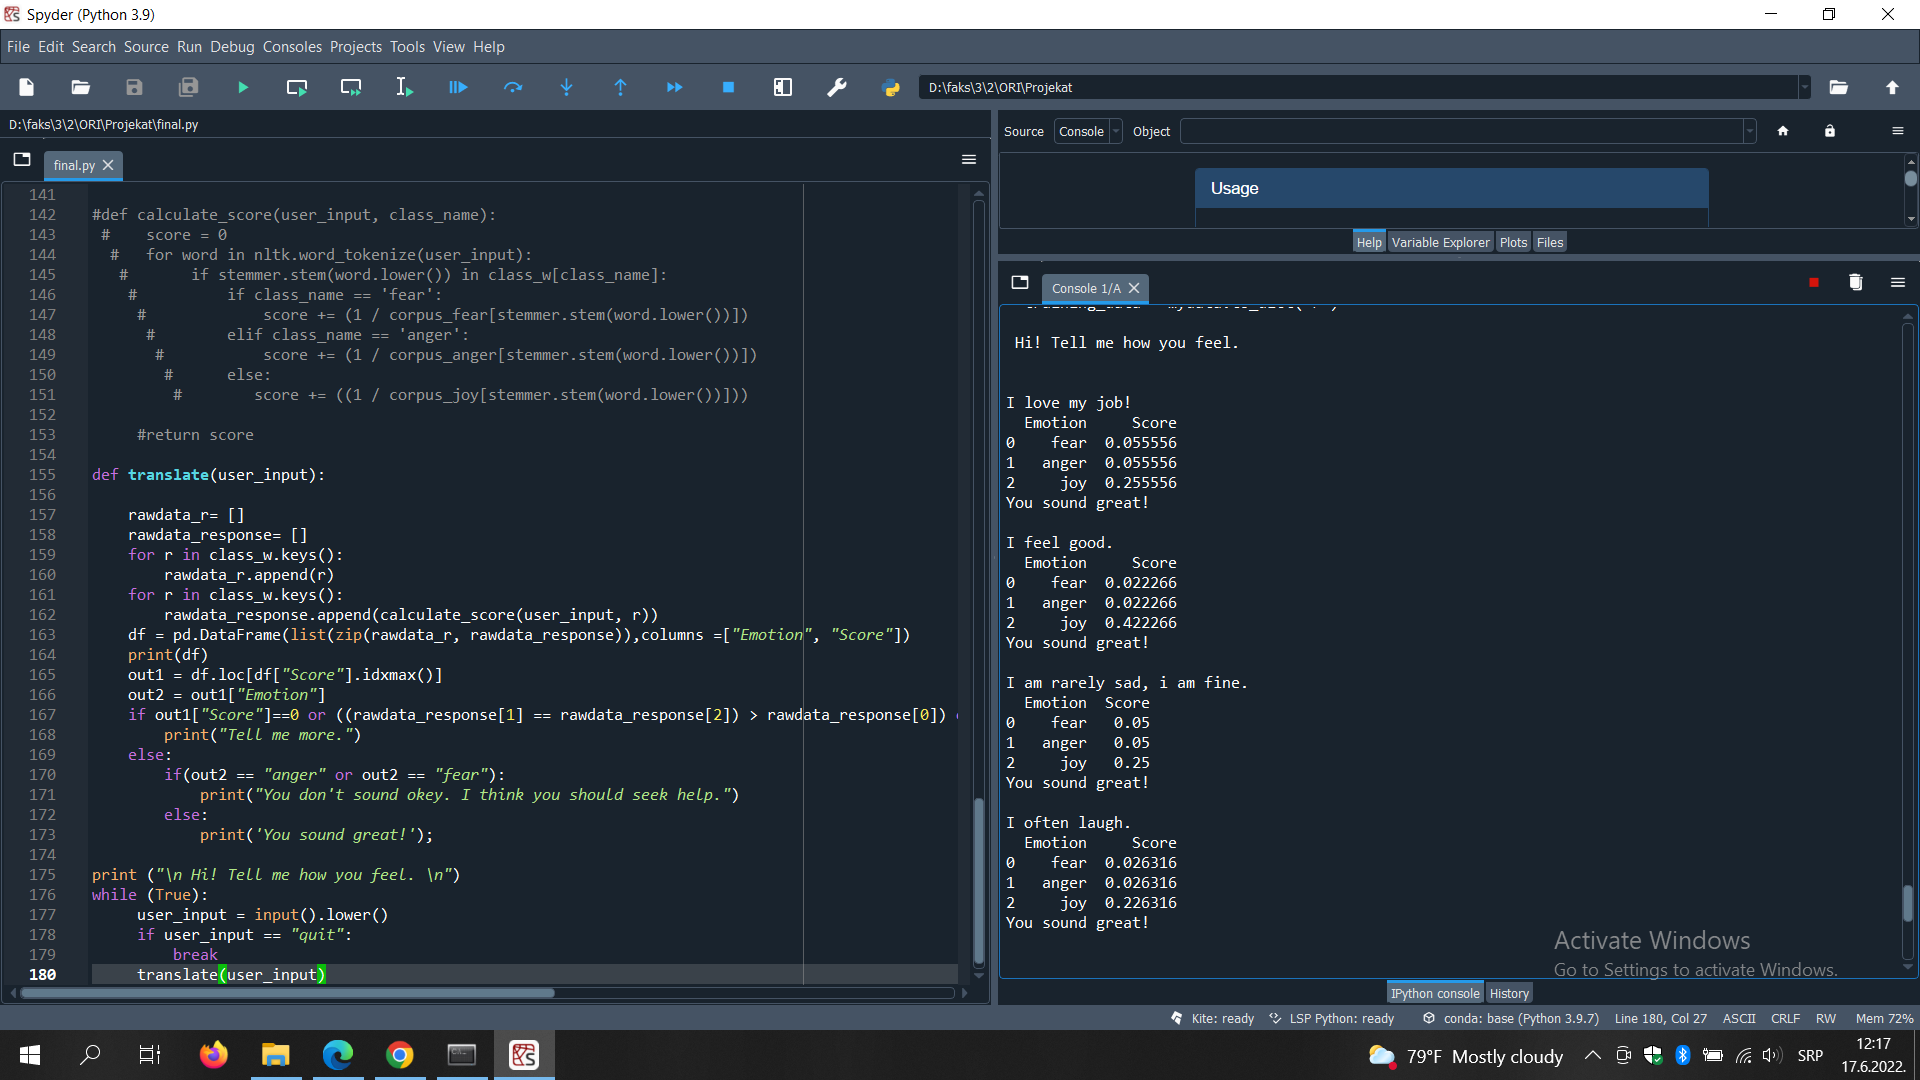 Spyder (Python 3.9)
File Edit Search Source Run Debug Consoles Projects Tools View Help
D:\faks\3\2\ORI\Projekat
D:\faks\3\2\ORI\Projekat\final.py
final.py
141
142 #def calculate_score(user_input, class_name):
143 #    score = 0
144 #   for word in nltk.word_tokenize(user_input):
145 #       if stemmer.stem(word.lower()) in class_w[class_name]:
146 #          if class_name == 'fear':
147 #             score += (1 / corpus_fear[stemmer.stem(word.lower())])
148 #        elif class_name == 'anger':
149 #           score += (1 / corpus_anger[stemmer.stem(word.lower())])
150 #      else:
151 #        score += ((1 / corpus_joy[stemmer.stem(word.lower())]))
152
153      #return score
154
155 def translate(user_input):
156
157     rawdata_r= []
158     rawdata_response= []
159     for r in class_w.keys():
160         rawdata_r.append(r)
161     for r in class_w.keys():
162         rawdata_response.append(calculate_score(user_input, r))
163     df = pd.DataFrame(list(zip(rawdata_r, rawdata_response)),columns =["Emotion", "Score"])
164     print(df)
165     out1 = df.loc[df["Score"].idxmax()]
166     out2 = out1["Emotion"]
167     if out1["Score"]==0 or ((rawdata_response[1] == rawdata_response[2]) > rawdata_response[0])
168         print("Tell me more.")
169     else:
170         if(out2 == "anger" or out2 == "fear"):
171             print("You don't sound okey. I think you should seek help.")
172         else:
173             print('You sound great!');
174
175 print ("\n Hi! Tell me how you feel. \n")
176 while (True):
177      user_input = input().lower()
178      if user_input == "quit":
179          break
180      translate(user_input)
Source Console Object
Usage
Help Variable Explorer Plots Files
Console 1/A
Hi! Tell me how you feel.
I love my job!
Emotion Score
0 fear 0.055556
1 anger 0.055556
2 joy 0.255556
You sound great!
I feel good.
Emotion Score
0 fear 0.022266
1 anger 0.022266
2 joy 0.422266
You sound great!
I am rarely sad, i am fine.
Emotion Score
0 fear 0.05
1 anger 0.05
2 joy 0.25
You sound great!
I often laugh.
Emotion Score
0 fear 0.026316
1 anger 0.026316
2 joy 0.226316
You sound great!
Activate Windows
Go to Settings to activate Windows.
IPython console History
Kite: ready LSP Python: ready conda: base (Python 3.9.7) Line 180, Col 27 ASCII CRLF RW Mem 72%
79°F Mostly cloudy SRP
12:17
17.6.2022.